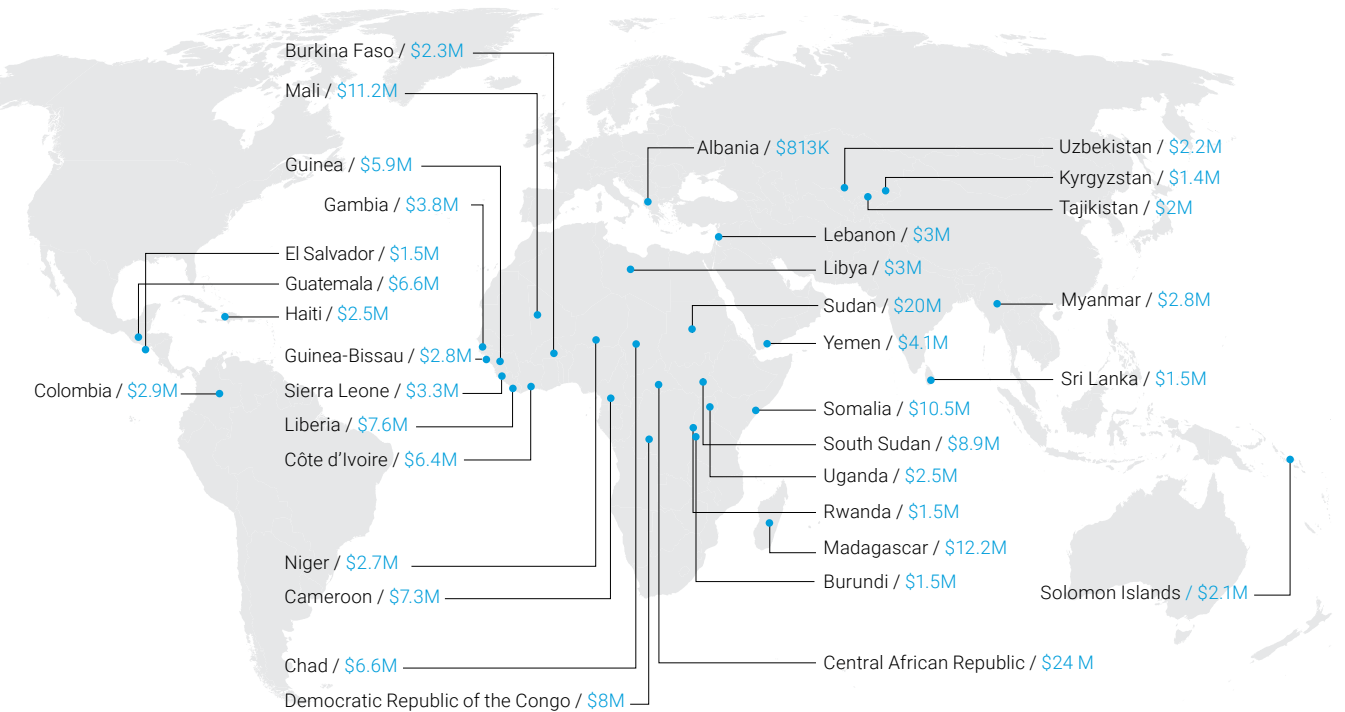 Burkina Faso / $2.3M
Mali / $11.2M
Guinea / $5.9M
Gambia / $3.8M
El Salvador / $1.5M
Guatemala / $6.6M
Haiti / $2.5M
Guinea-Bissau / $2.8M
Colombia / $2.9M
Sierra Leone / $3.3M
Liberia / $7.6M
Côte d’Ivoire / $6.4M
Niger / $2.7M
Cameroon / $7.3M
Chad / $6.6M
Democratic Republic of the Congo / $8M
Albania / $813K
Lebanon / $3M
Libya / $3M
Sudan / $20M
Yemen / $4.1M
Somalia / $10.5M
South Sudan / $8.9M
Uganda / $2.5M
Rwanda / $1.5M
Madagascar / $12.2M
Burundi / $1.5M
Central African Republic / $24 M
Uzbekistan / $2.2M
Kyrgyzstan / $1.4M
Tajikistan / $2M
Myanmar / $2.8M
Sri Lanka / $1.5M
Solomon Islands / $2.1M